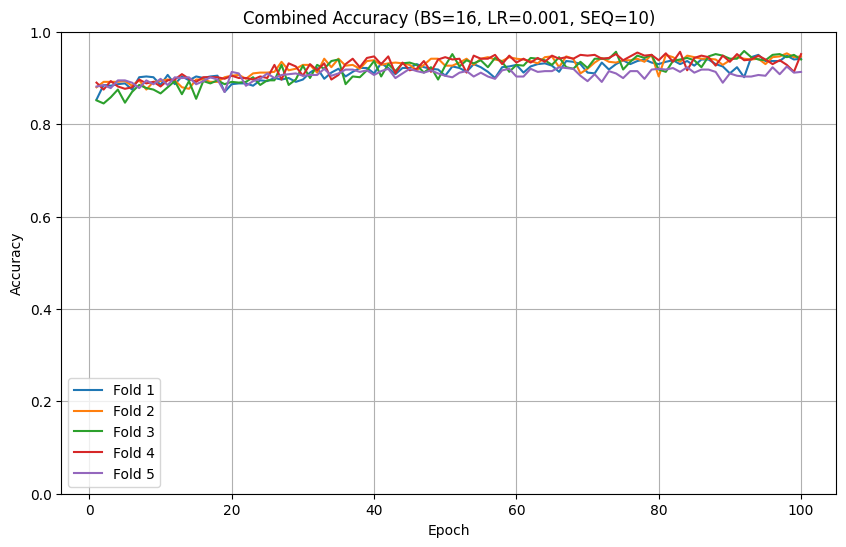 Combined Accuracy (BS=16, LR=0.001, SEQ=10)
1.0
0.8
0.6
0.4
0.2
0.0
Accuracy
Fold 1
Fold 2
Fold 3
Fold 4
Fold 5
0 20 40 60 80 100
Epoch